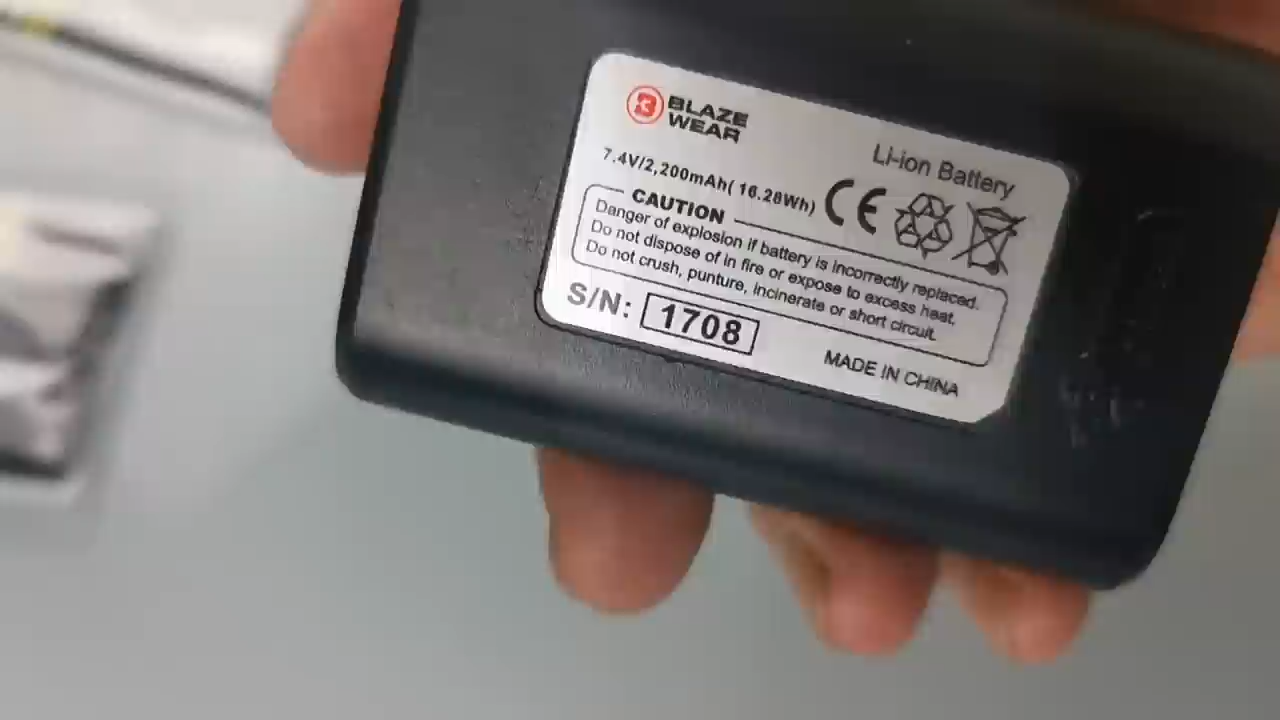 BLAZE
WEAR
Li-ion Battery
7.4V/2,200mAh( 16.28Wh)
CE
CAUTION
Danger of explosion if battery is incorrectly replaced.
Do not dispose of in fire or expose to excess heat,
Do not crush, punture, incinerate or short circuit.
S/N: 1708
MADE IN CHINA